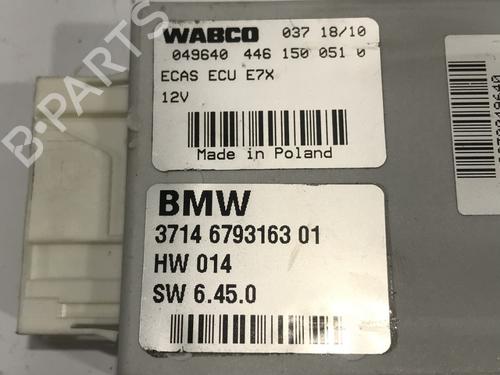 WABCO 037 18/10
049640 446 150 051 0
ECAS ECU E7X
12V
Made in Poland
BMW
3714 6793163 01
HW 014
SW 6.45.0
B-PARTS